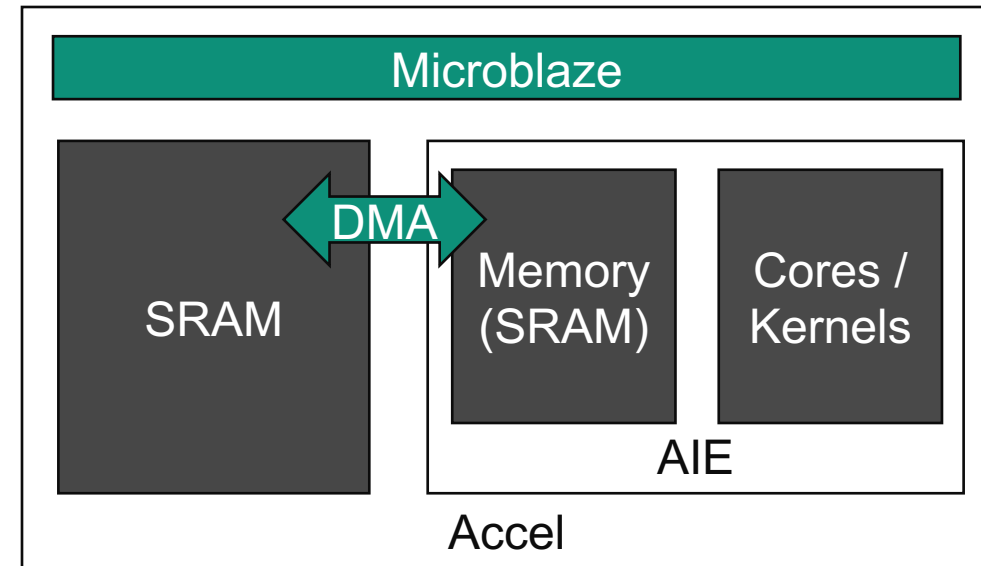 Microblaze
DMA
SRAM
Memory
(SRAM)
Cores /
Kernels
AIE
Accel